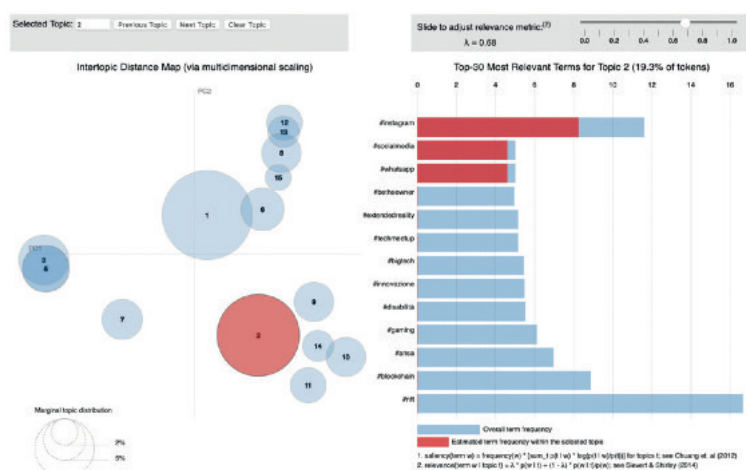 Selected Topic: 2
Previous Topic
Next Topic
Clear Topic
Slide to adjust relevance metric:(2)
λ = 0.68
0.0 0.2 0.4 0.6 0.8 1.0
Intertopic Distance Map (via multidimensional scaling)
PC2
12
8
15
6
1
5
7
2
9
14
11
Marginal topic distribution
2%
5%
Top-30 Most Relevant Terms for Topic 2 (19.3% of tokens)
0 2 4 6 8 10 12 14 16
#instagram
#socialmedia
#whatsapp
#betheowner
#extendedreality
#techmeetup
#bigtech
#innovazione
#disabilità
#gaming
#ansa
#blockchain
#nft
Overall term frequency
Estimated term frequency within the selected topic
1. saliency(term w) = frequency(w) * [sum_t p(t | w) * log(p(t | w)/p(t))] for topics t; see Chuang et. al (2012)
2. relevance(term w | topic t) = λ * p(w | t) + (1 - λ) * p(w | t)/p(w); see Sievert & Shirley (2014)